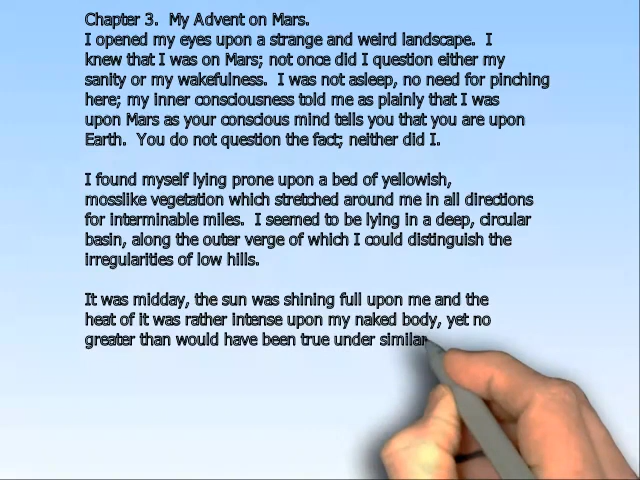 Chapter 3.  My Advent on Mars.
I opened my eyes upon a strange and weird landscape.  I
knew that I was on Mars; not once did I question either my
sanity or my wakefulness.  I was not asleep, no need for pinching
here; my inner consciousness told me as plainly that I was
upon Mars as your conscious mind tells you that you are upon
Earth.  You do not question the fact; neither did I.

I found myself lying prone upon a bed of yellowish,
mosslike vegetation which stretched around me in all directions
for interminable miles.  I seemed to be lying in a deep, circular
basin, along the outer verge of which I could distinguish the
irregularities of low hills.

It was midday, the sun was shining full upon me and the
heat of it was rather intense upon my naked body, yet no
greater than would have been true under similar